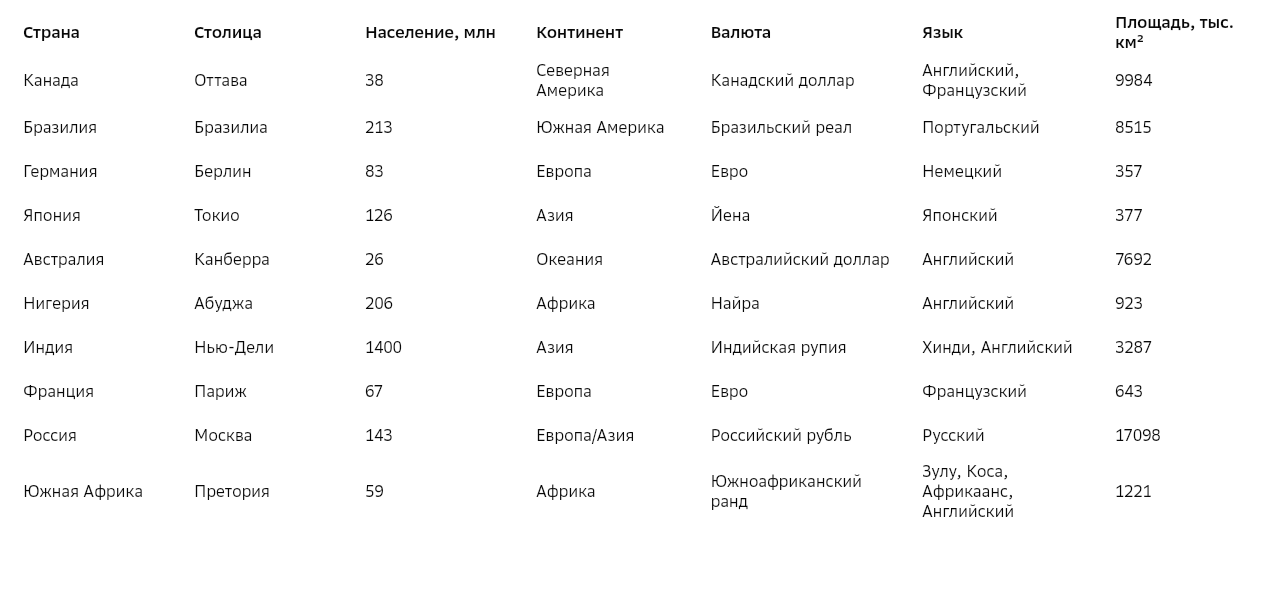 Страна Столица Население, млн Континент Валюта Язык Площадь, тыс. км²
Канада Оттава 38 Северная Америка Канадский доллар Английский, Французский 9984
Бразилия Бразилиа 213 Южная Америка Бразильский реал Португальский 8515
Германия Берлин 83 Европа Евро Немецкий 357
Япония Токио 126 Азия Йена Японский 377
Австралия Канберра 26 Океания Австралийский доллар Английский 7692
Нигерия Абуджа 206 Африка Найра Английский 923
Индия Нью-Дели 1400 Азия Индийская рупия Хинди, Английский 3287
Франция Париж 67 Европа Евро Французский 643
Россия Москва 143 Европа/Азия Российский рубль Русский 17098
Южная Африка Претория 59 Африка Южноафриканский ранд Зулу, Коса, Африкаанс, Английский 1221